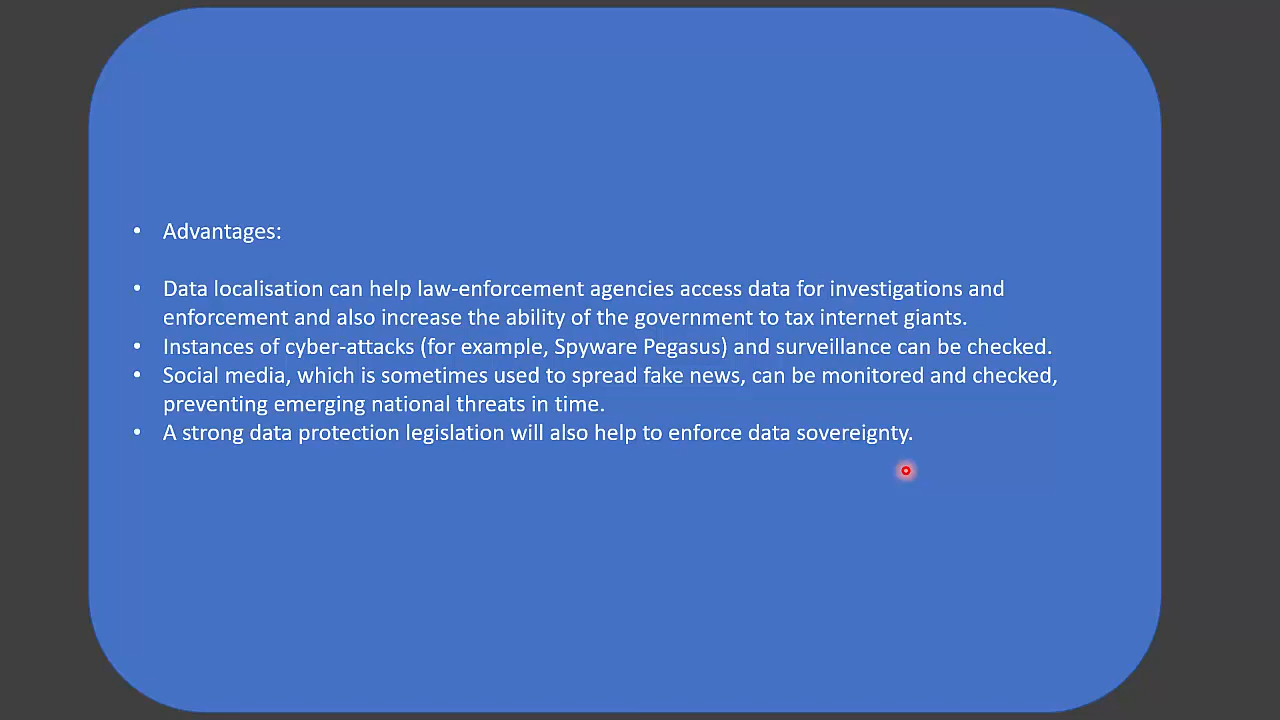 • Advantages:
• Data localisation can help law-enforcement agencies access data for investigations and
enforcement and also increase the ability of the government to tax internet giants.
• Instances of cyber-attacks (for example, Spyware Pegasus) and surveillance can be checked.
• Social media, which is sometimes used to spread fake news, can be monitored and checked,
preventing emerging national threats in time.
• A strong data protection legislation will also help to enforce data sovereignty.